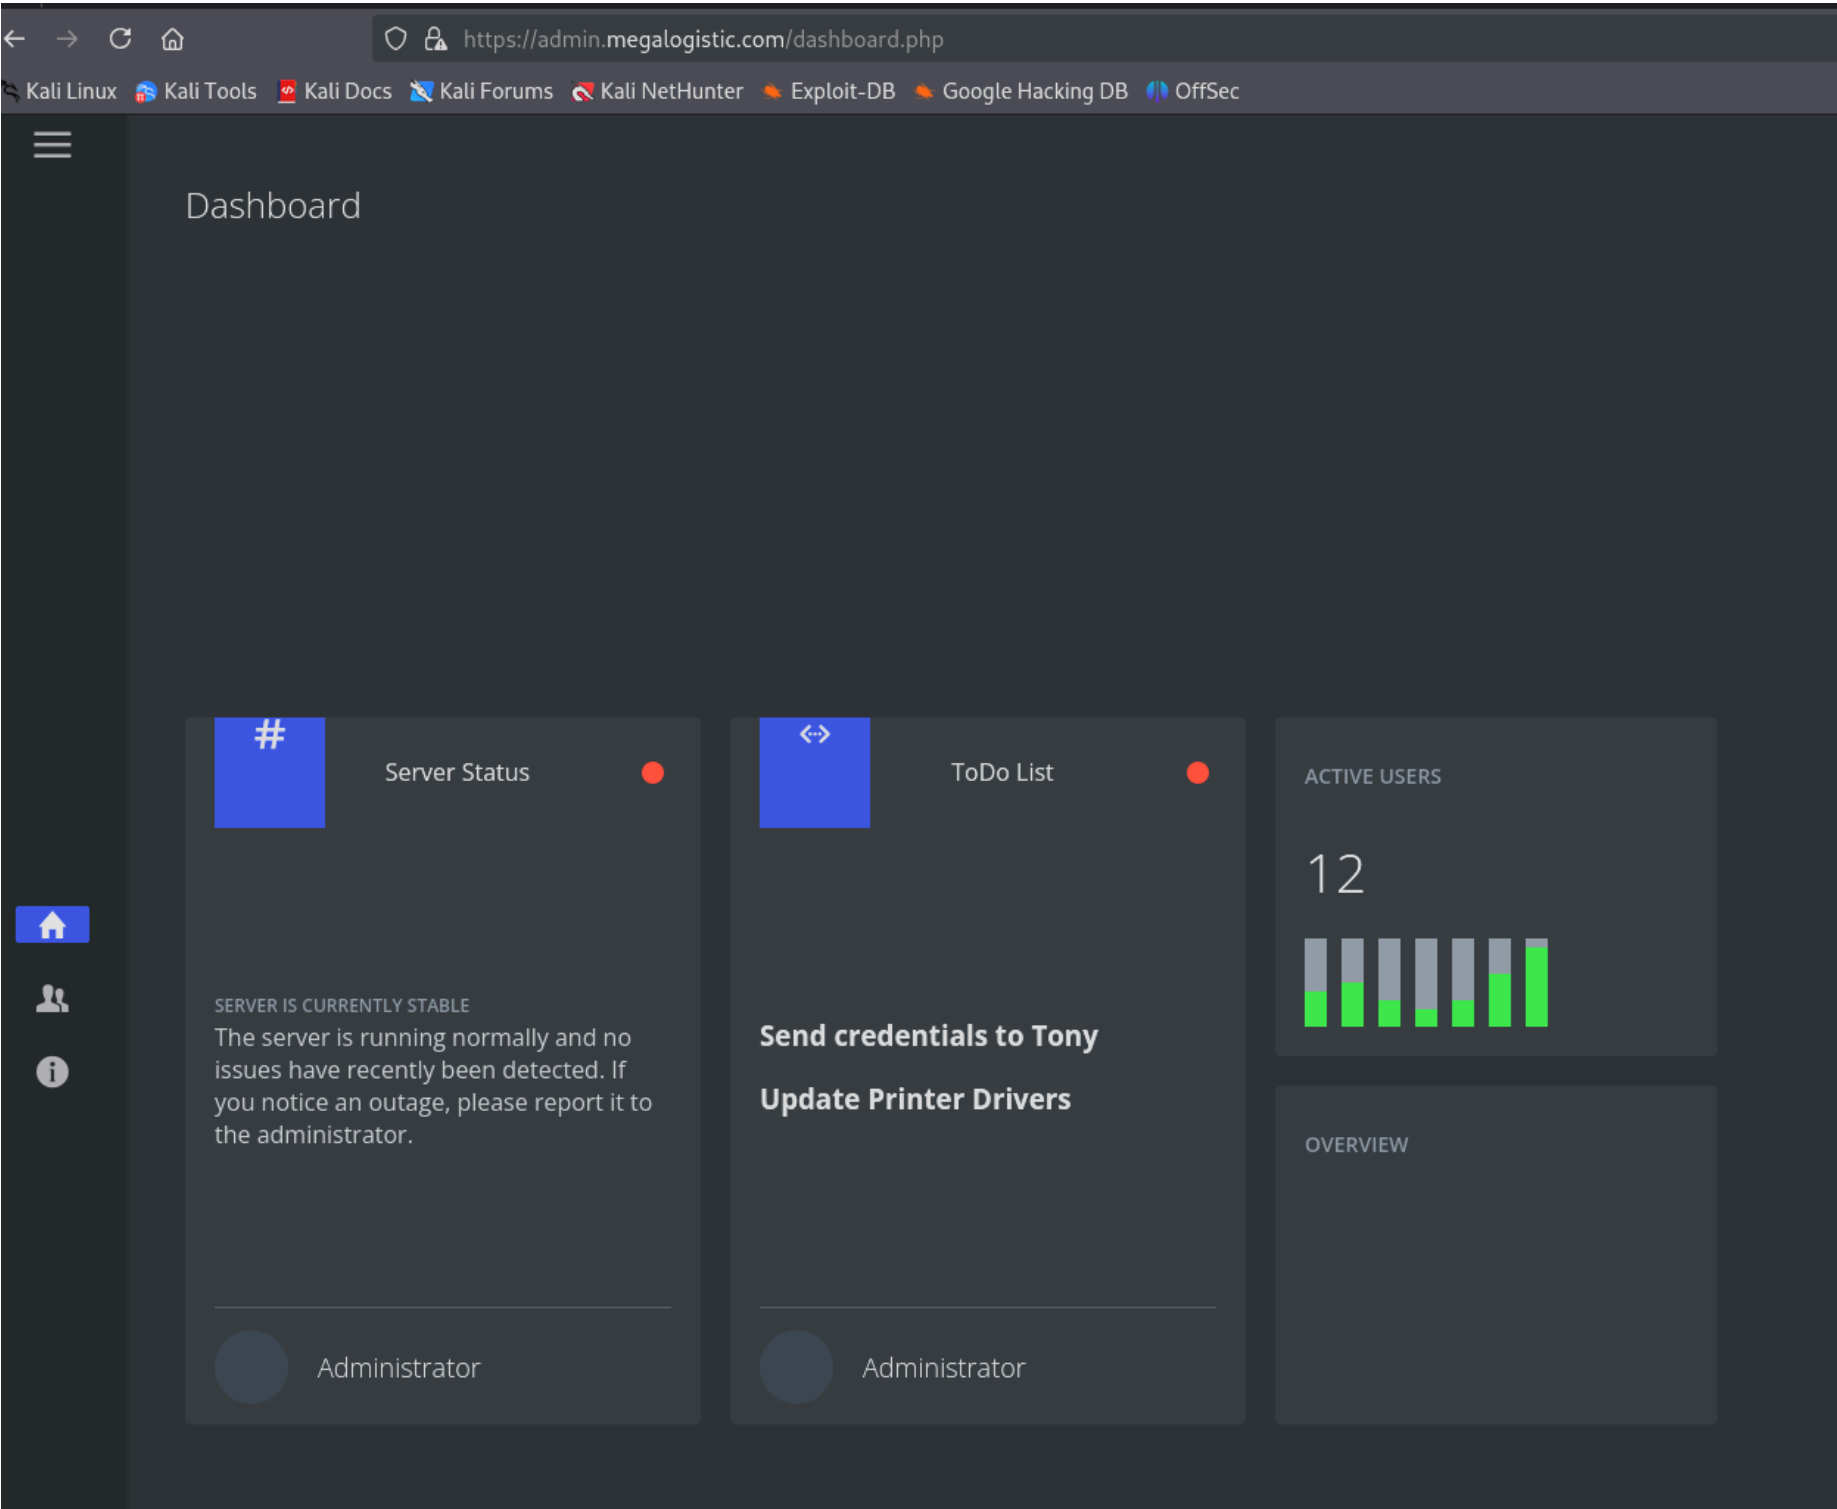 https://admin.megalogistic.com/dashboard.php
Kali Linux Kali Tools Kali Docs Kali Forums Kali NetHunter Exploit-DB Google Hacking DB OffSec
Dashboard
# Server Status
ToDo List
ACTIVE USERS
12
SERVER IS CURRENTLY STABLE
The server is running normally and no
issues have recently been detected. If
you notice an outage, please report it to
the administrator.
Send credentials to Tony
Update Printer Drivers
OVERVIEW
Administrator
Administrator